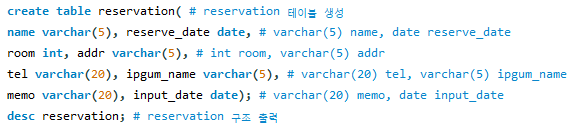 create table reservation( # reservation 테이블 생성
name varchar(5), reserve_date date, # varchar(5) name, date reserve_date
room int, addr varchar(5), # int room, varchar(5) addr
tel varchar(20), ipgum_name varchar(5), # varchar(20) tel, varchar(5) ipgum_name
memo varchar(20), input_date date); # varchar(20) memo, date input_date
desc reservation; # reservation 구조 출력